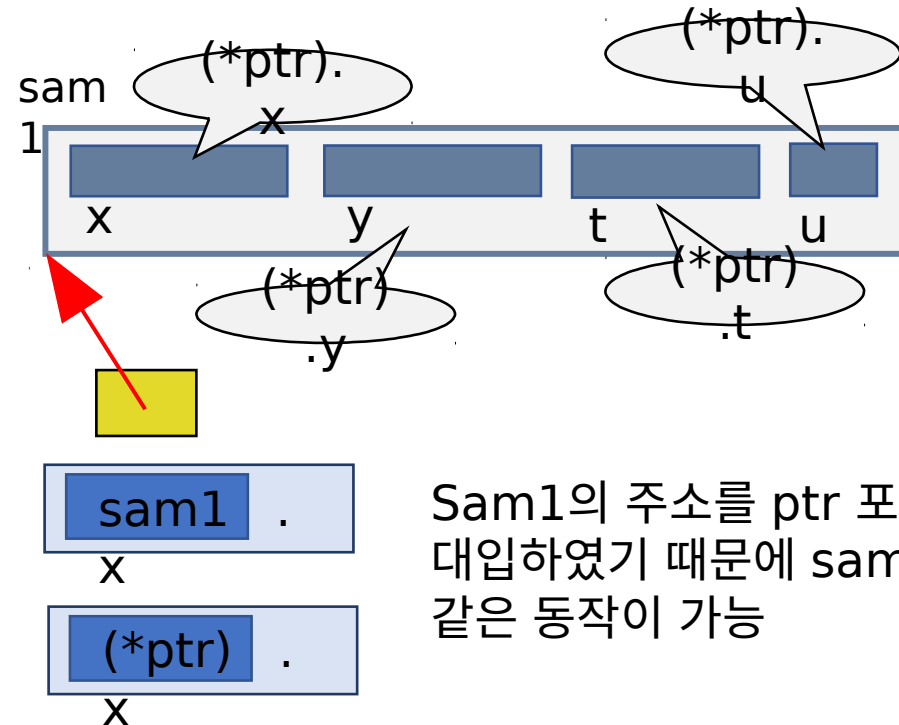 (*ptr).
x
(*ptr).
u
sam
1
x
y
t
u
(*ptr)
.y
(*ptr)
.t
sam1 .
x
(*ptr) .
x
Sam1의 주소를 ptr 포
대입하였기 때문에 sam
같은 동작이 가능